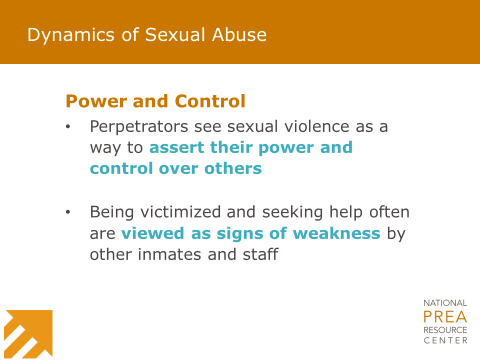 Dynamics of Sexual Abuse
Power and Control
• Perpetrators see sexual violence as a
way to assert their power and
control over others
• Being victimized and seeking help often
are viewed as signs of weakness by
other inmates and staff
NATIONAL
PREA
RESOURCE
CENTER